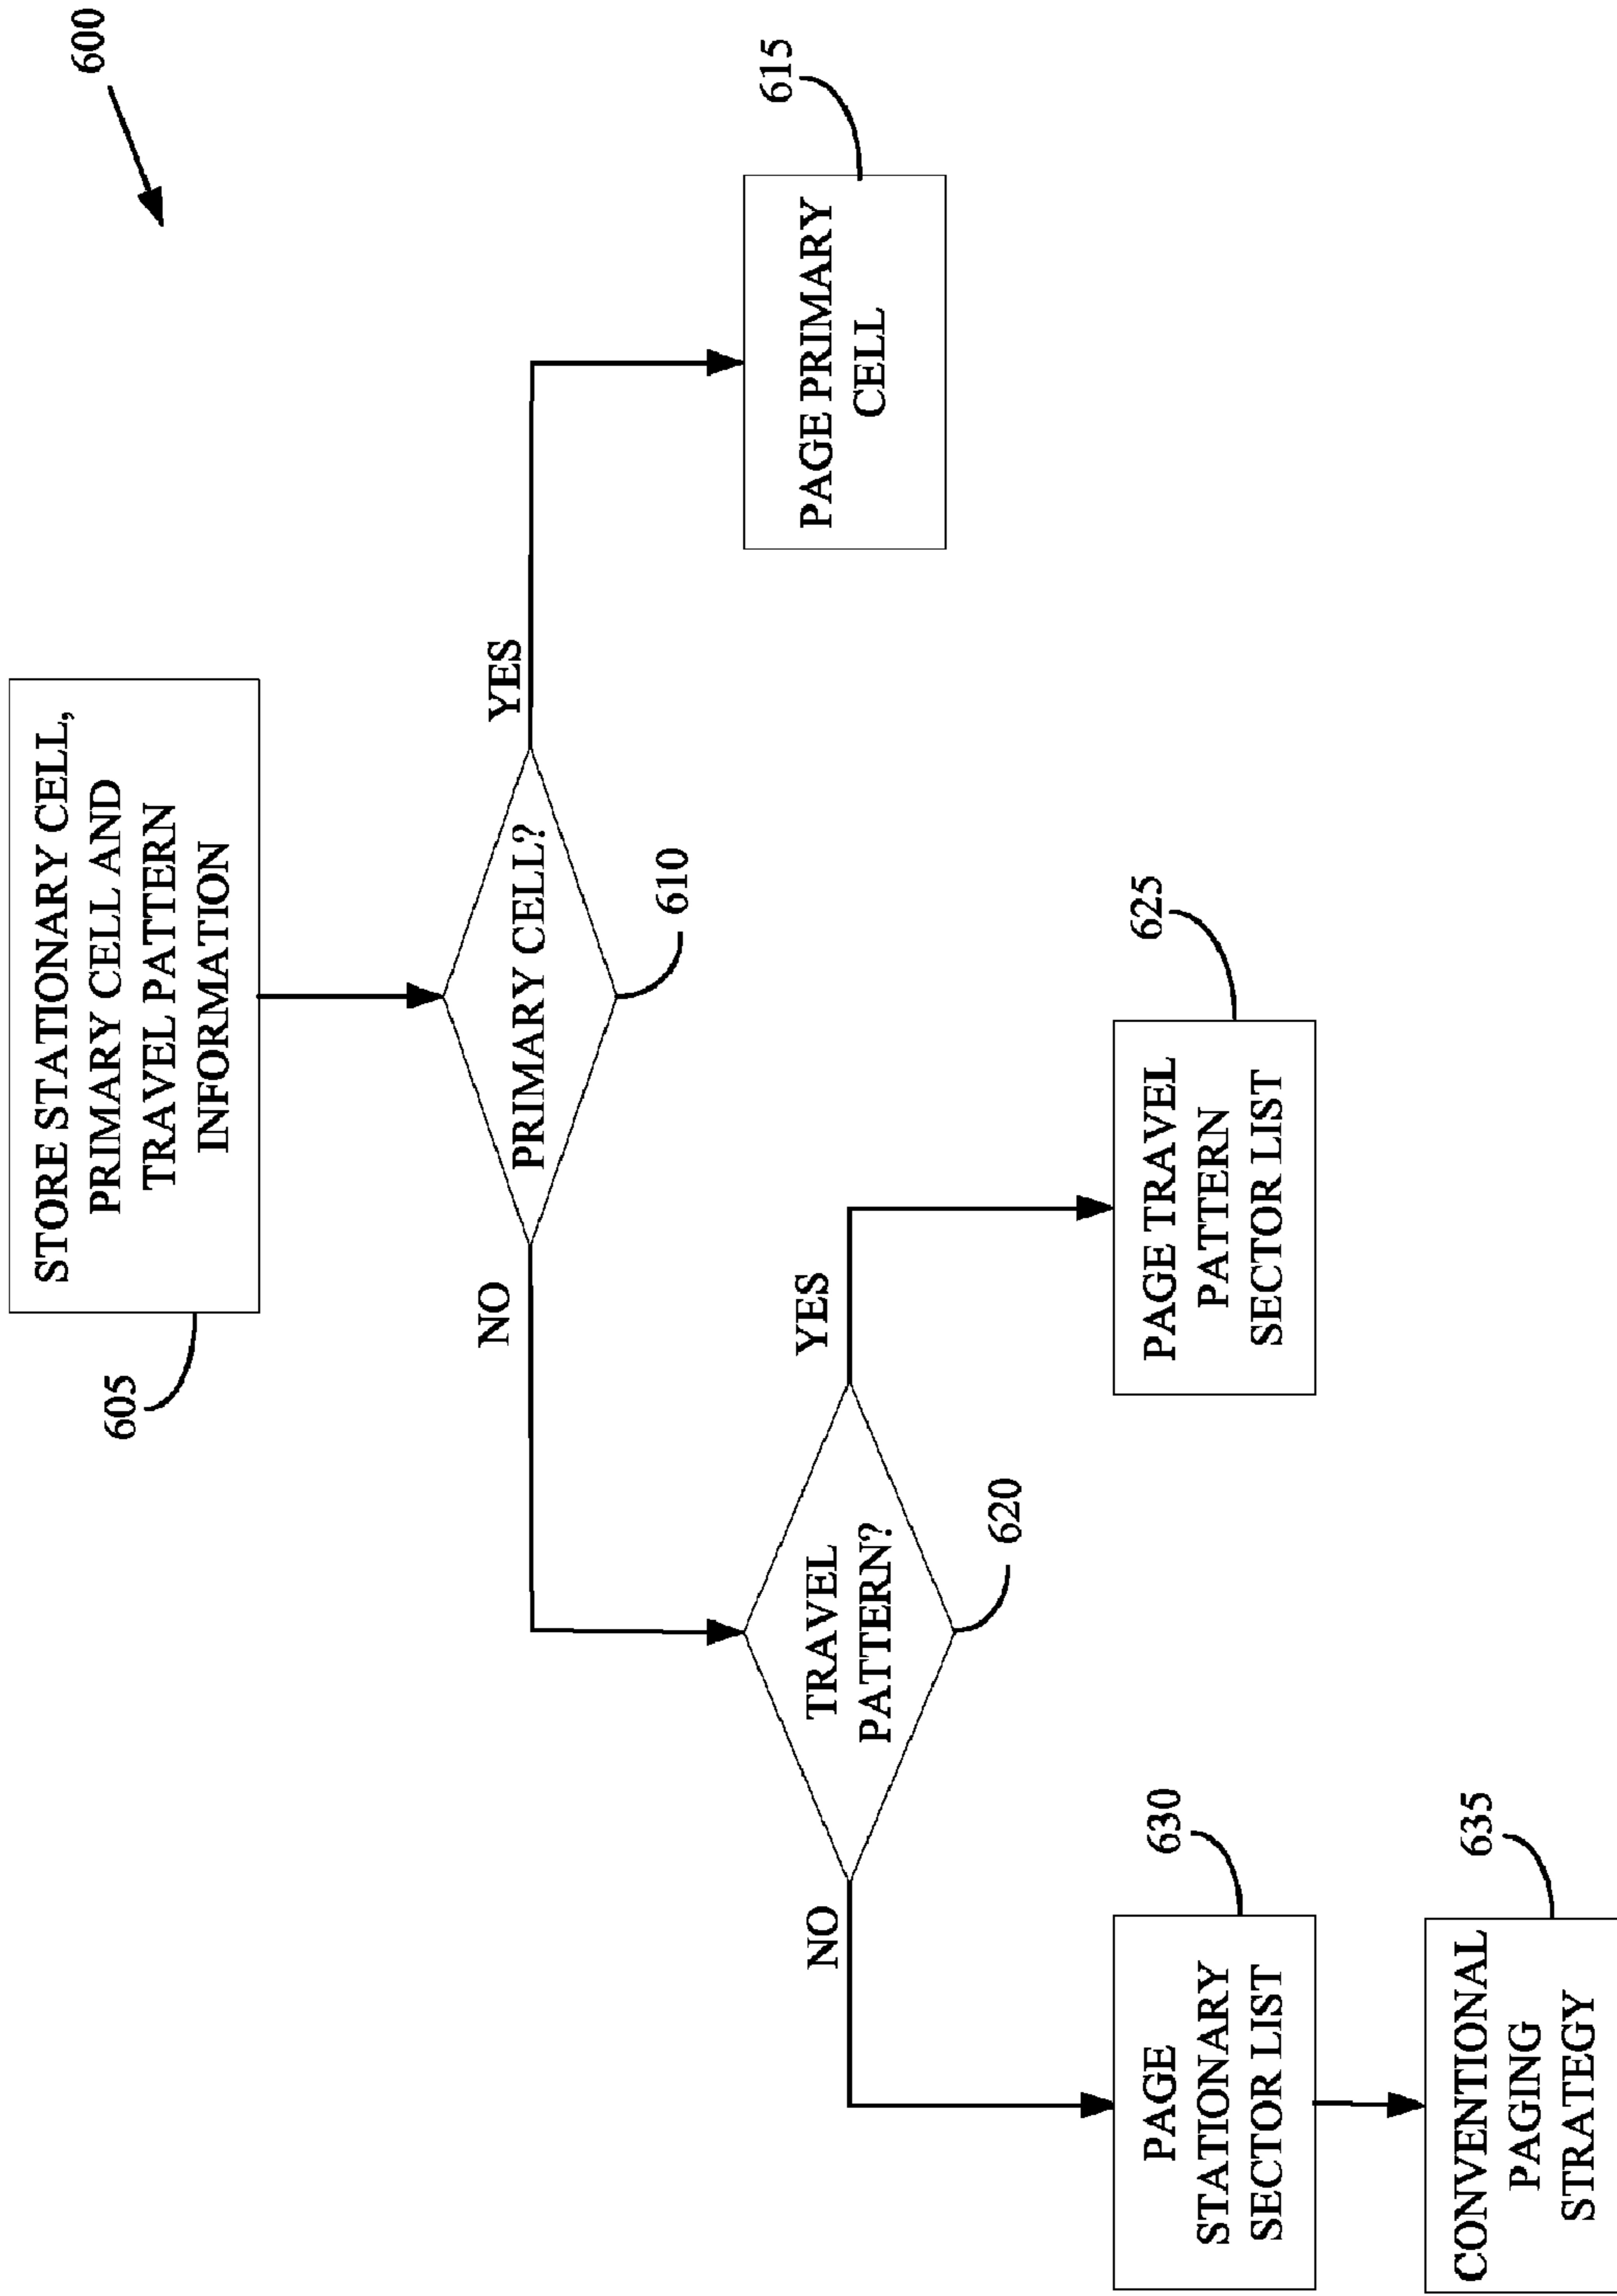 600
STORE STATIONARY CELL,
PRIMARY CELL AND
TRAVEL PATTERN
INFORMATION
605
PRIMARY CELL?
610
YES
NO
PAGE PRIMARY
CELL
615
TRAVEL
PATTERN?
620
YES
NO
PAGE TRAVEL
PATTERN
SECTOR LIST
625
PAGE
STATIONARY
SECTOR LIST
630
CONVENTIONAL
PAGING
STRATEGY
635